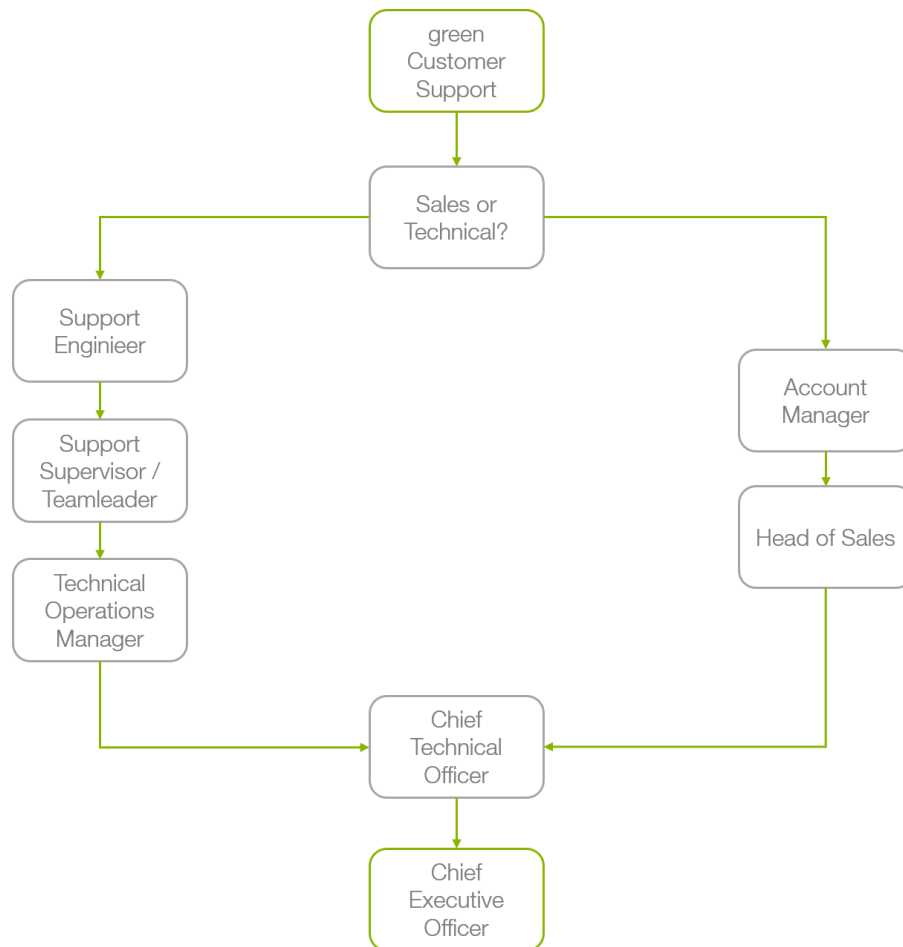 green
Customer
Support
Sales or
Technical?
Support
Enginieer
Support
Supervisor /
Teamleader
Technical
Operations
Manager
Account
Manager
Head of Sales
Chief
Technical
Officer
Chief
Executive
Officer